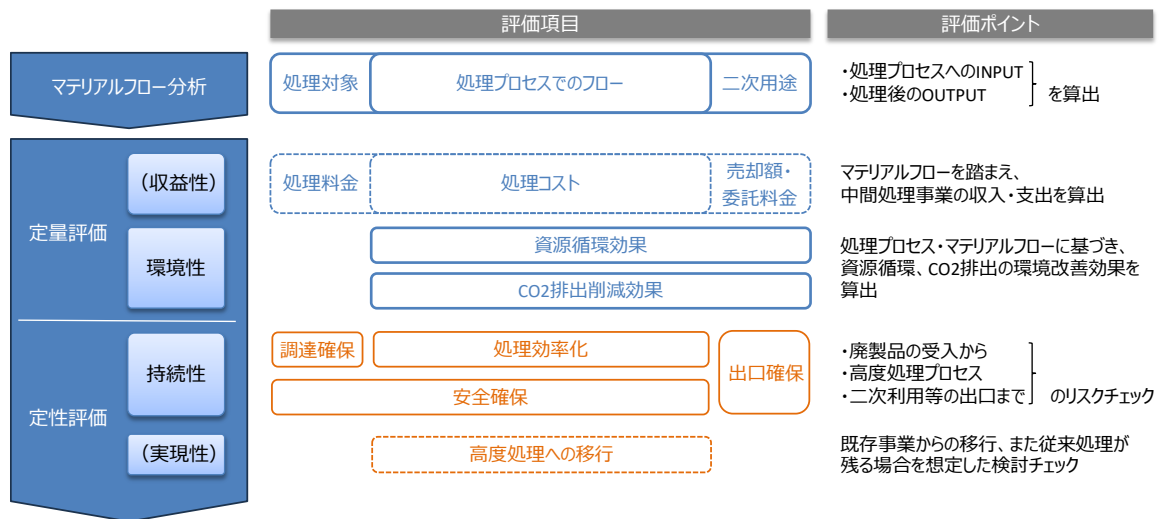 評価項目
評価ポイント
マテリアルフロー分析
処理対象
処理プロセスでのフロー
二次用途
・処理プロセスへのINPUT
・処理後のOUTPUT
を算出
定量評価
(収益性)
処理料金
処理コスト
売却額・
委託料金
マテリアルフローを踏まえ、
中間処理事業の収入・支出を算出
環境性
資源循環効果
CO2排出削減効果
処理プロセス・マテリアルフローに基づき、
資源循環、CO2排出の環境改善効果を
算出
定性評価
持続性
調達確保
処理効率化
出口確保
安全確保
・廃製品の受入から
・高度処理プロセス
・二次利用等の出口まで
のリスクチェック
(実現性)
高度処理への移行
既存事業からの移行、また従来処理が
残る場合を想定した検討チェック